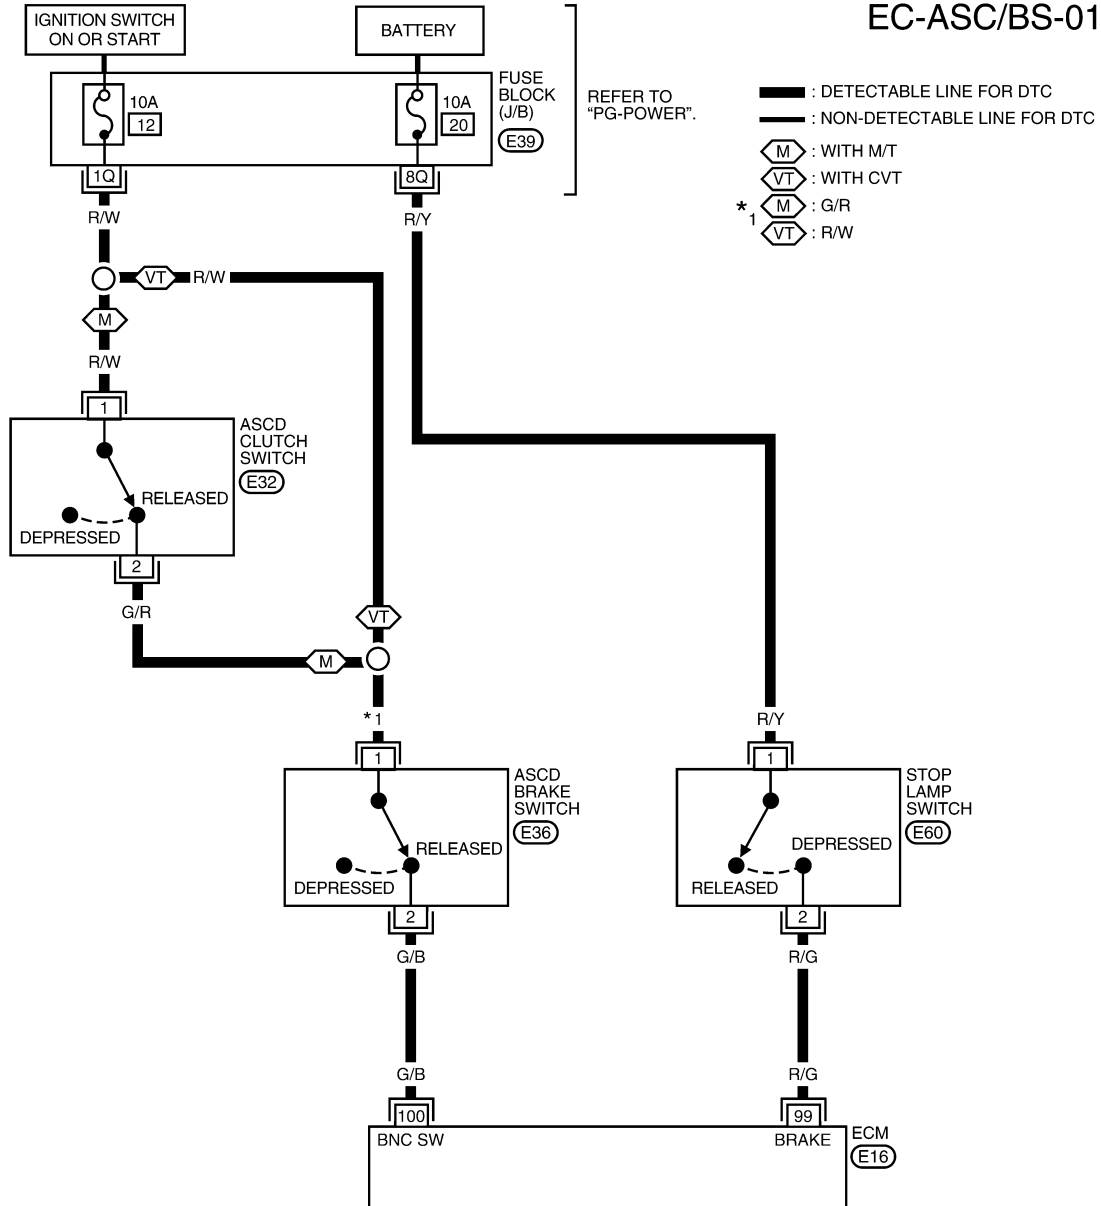 EC-ASC/BS-01
IGNITION SWITCH
ON OR START
BATTERY
10A
12
10A
20
FUSE
BLOCK
(J/B)
E39
REFER TO
“PG-POWER”.
: DETECTABLE LINE FOR DTC
: NON-DETECTABLE LINE FOR DTC
M : WITH M/T
VT : WITH CVT
*1 M : G/R
VT : R/W
1Q
8Q
R/W
R/Y
VT
R/W
M
R/W
1
ASCD
CLUTCH
SWITCH
E32
RELEASED
DEPRESSED
2
G/R
VT
M
*1
R/Y
1
1
ASCD
BRAKE
SWITCH
E36
RELEASED
DEPRESSED
STOP
LAMP
SWITCH
E60
DEPRESSED
RELEASED
2
2
G/B
R/G
G/B
R/G
100
99
BNC SW
BRAKE
ECM
E16